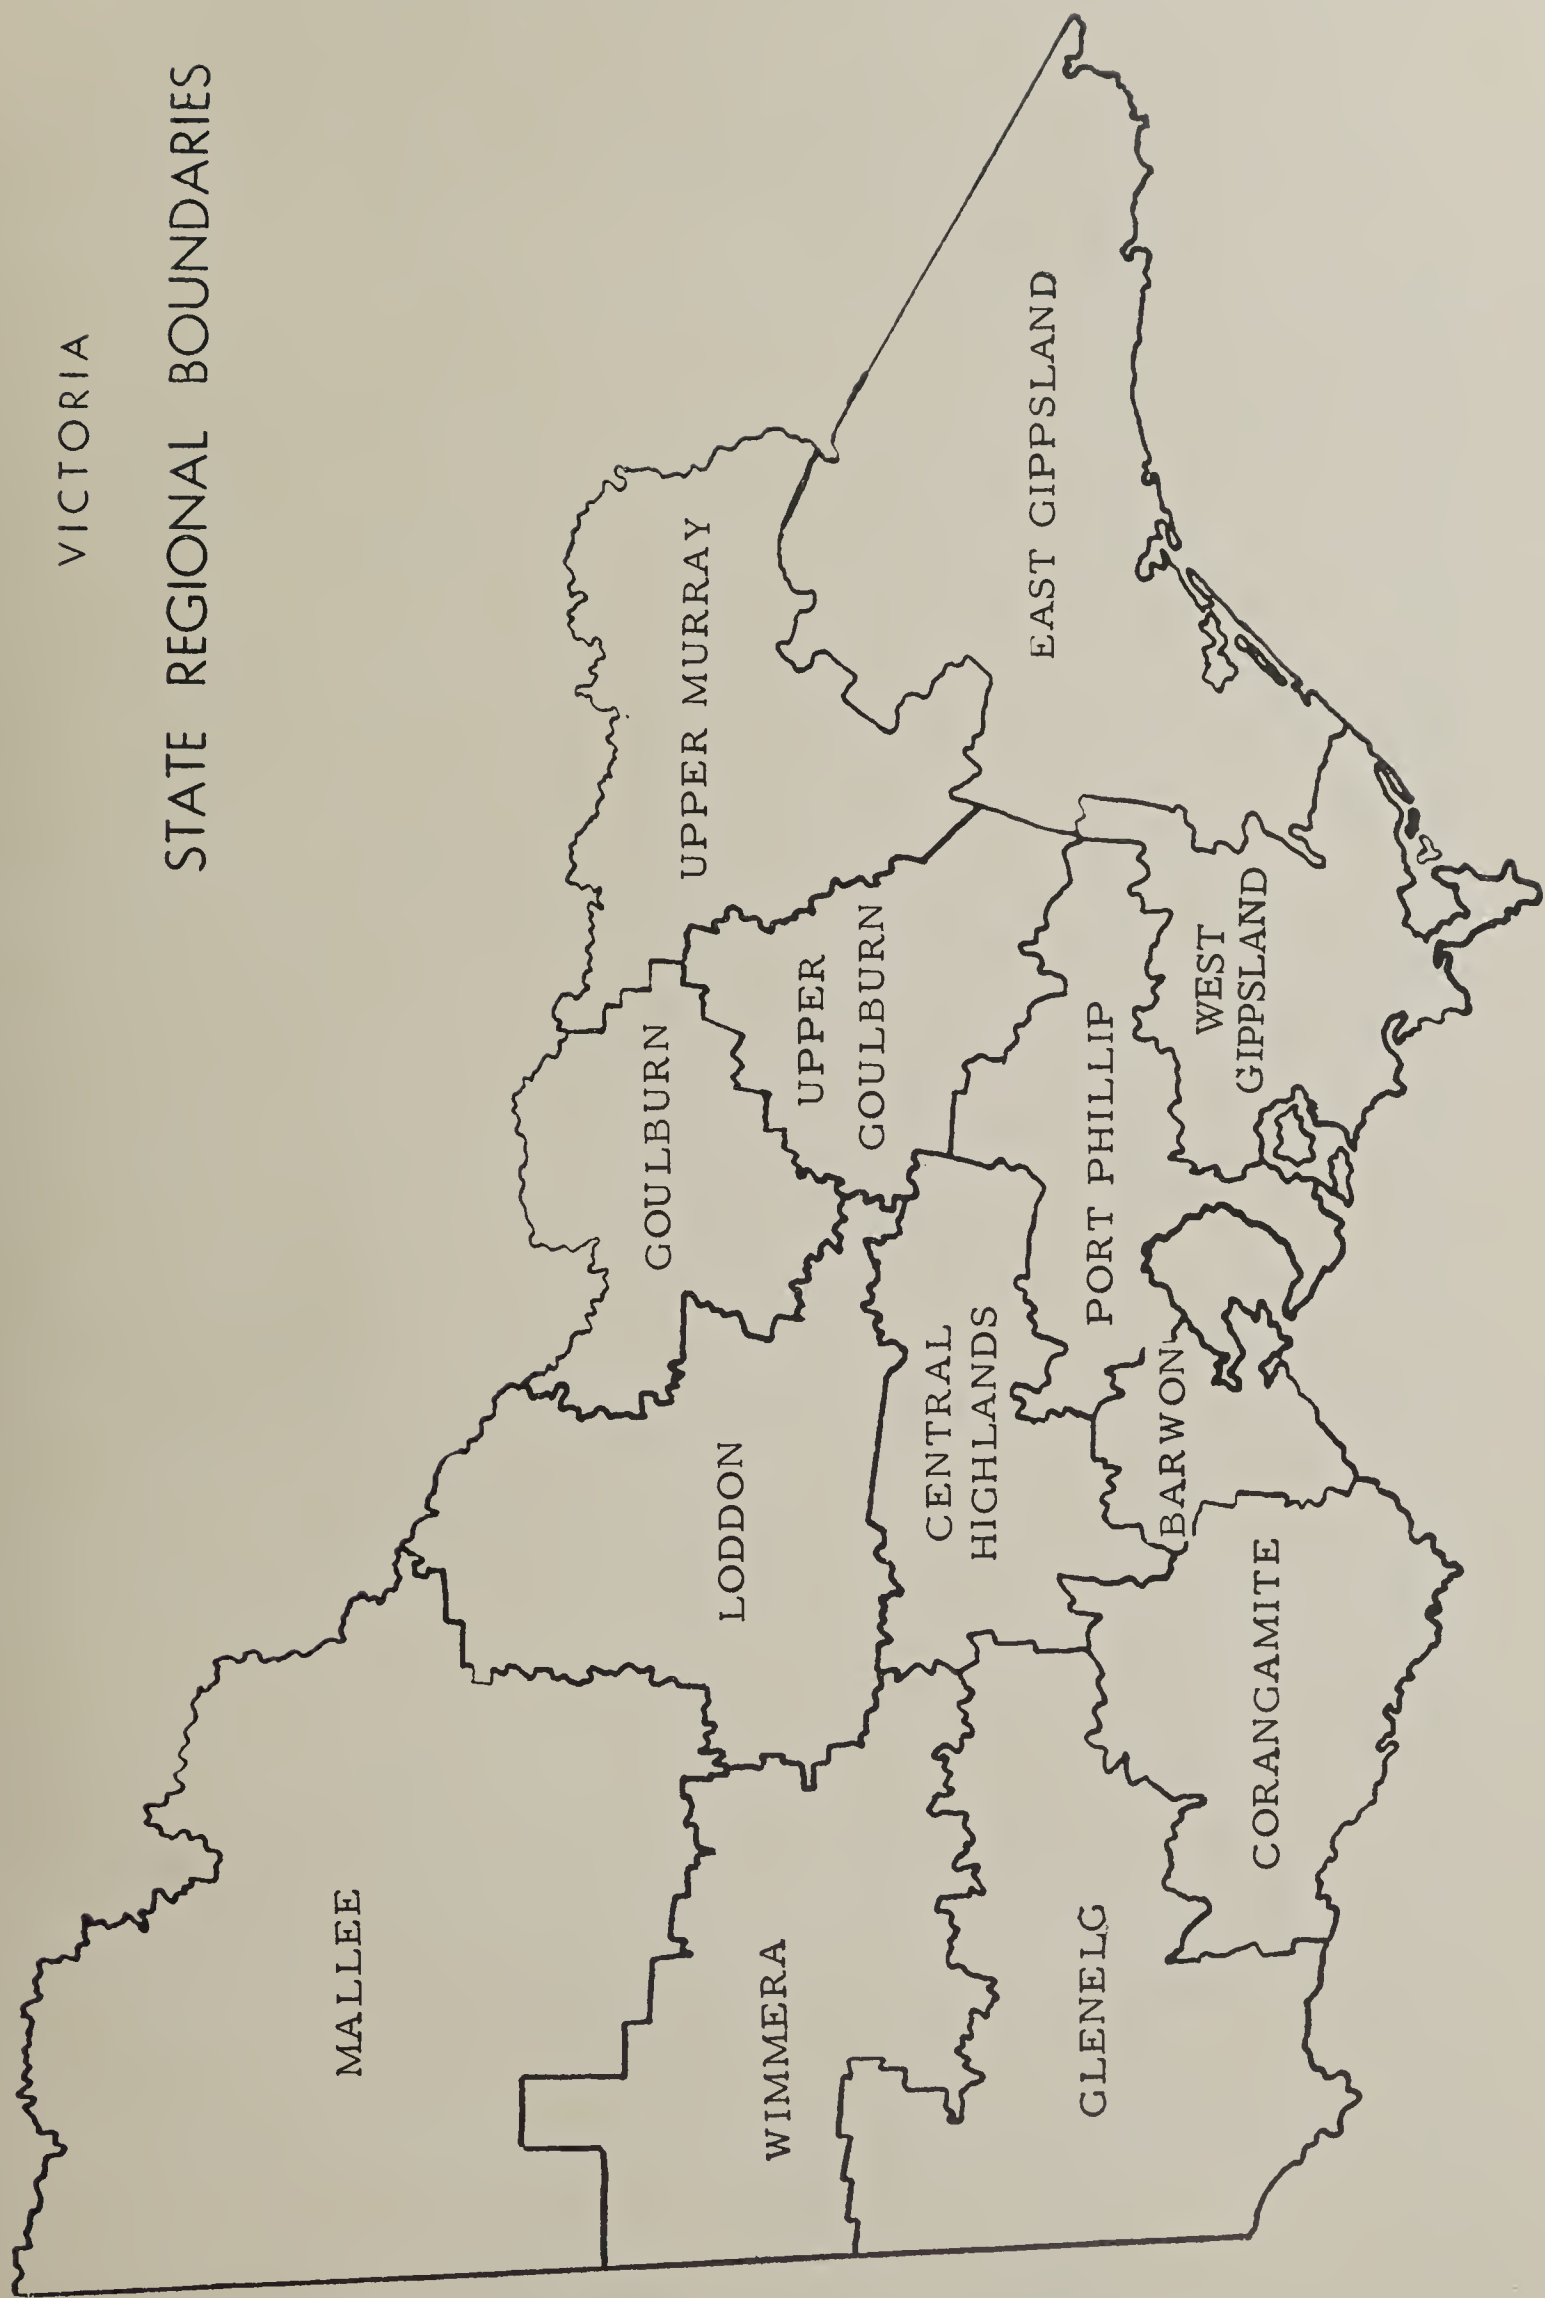 VICTORIA
STATE REGIONAL BOUNDARIES
MALLEE
WIMMERA
LODDON
GOULBURN
UPPER
GOULBURN
UPPER MURRAY
GLENELG
CENTRAL
HIGHLANDS
CORANGAMITE
BARWON
PORT PHILLIP
WEST
GIPPSLAND
EAST GIPPSLAND